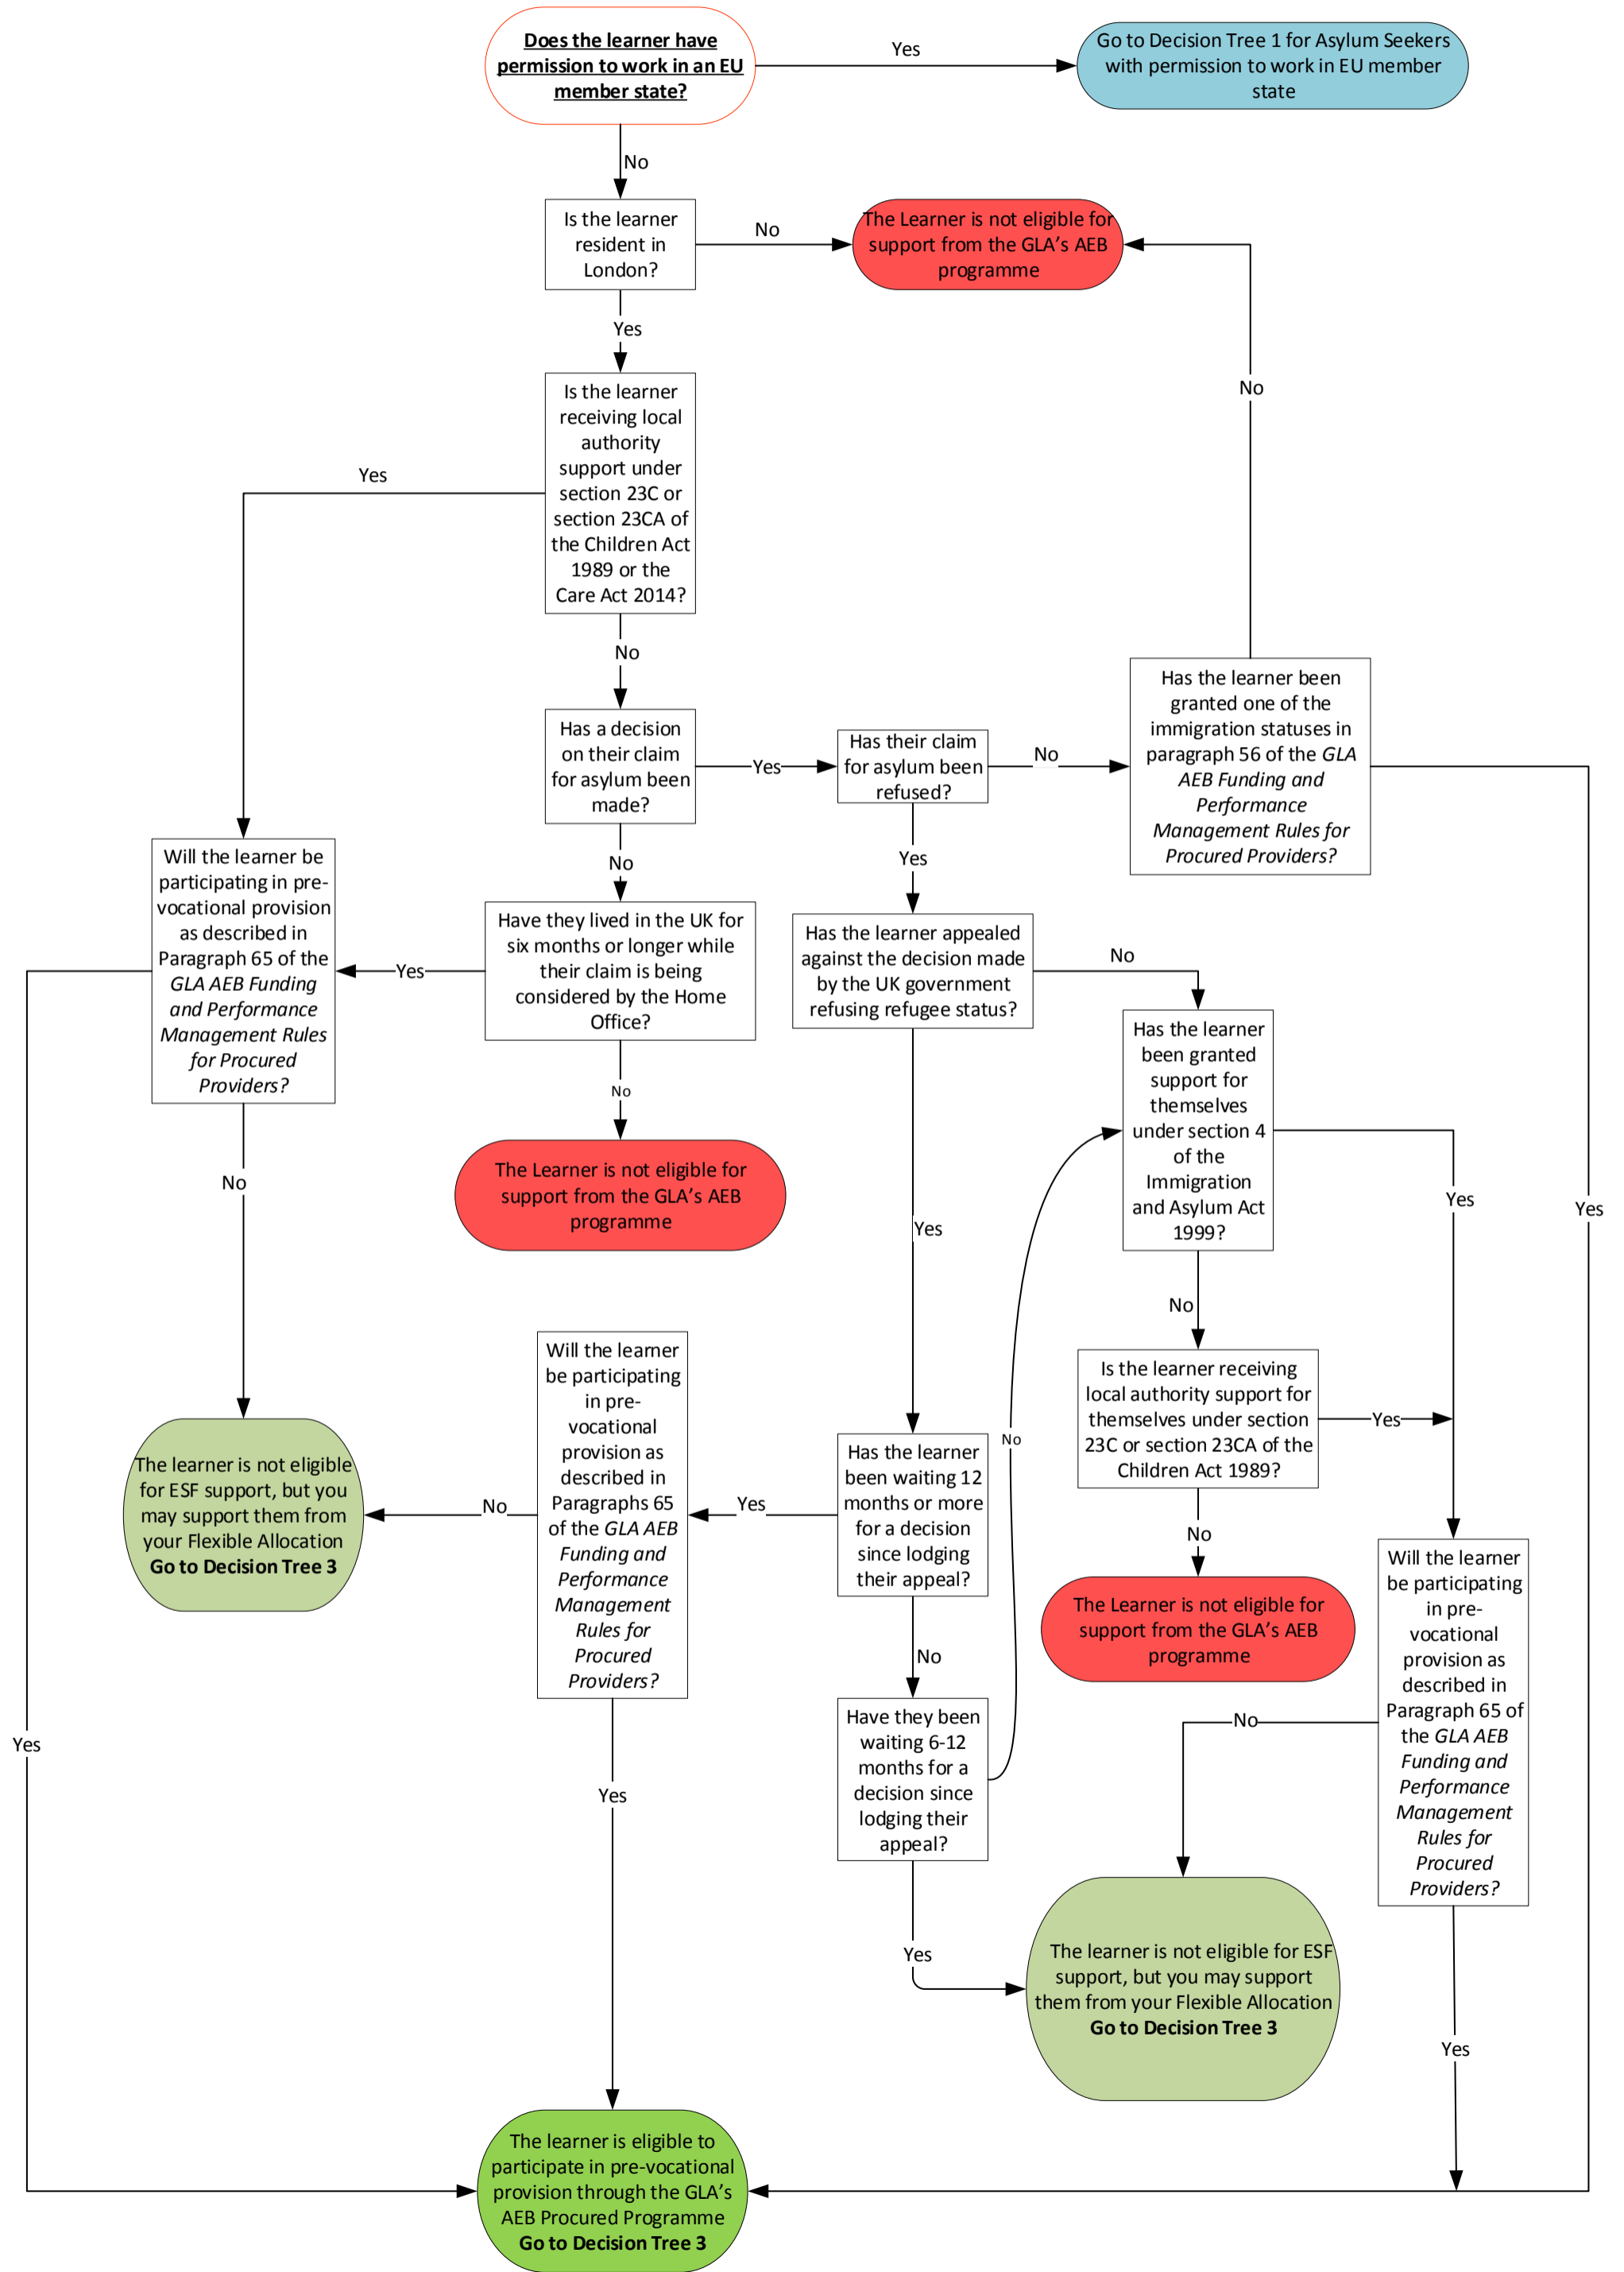 Does the learner have
permission to work in an EU
member state?
Yes
Go to Decision Tree 1 for Asylum Seekers
with permission to work in EU member
state
No
Is the learner
resident in
London?
No
The Learner is not eligible for
support from the GLA's AEB
programme
Yes
No
Is the learner
receiving local
authority
support under
section 23C or
section 23CA of
the Children Act
1989 or the
Care Act 2014?
Yes
No
Has a decision
on their claim
for asylum been
made?
Yes
Has their claim
for asylum been
refused?
No
Has the learner been
granted one of the
immigration statuses in
paragraph 56 of the GLA
AEB Funding and
Performance
Management Rules for
Procured Providers?
Yes
No
Yes
Will the learner be
participating in pre-
vocational provision
as described in
Paragraph 65 of the
GLA AEB Funding
and Performance
Management Rules
for Procured
Providers?
Yes
Have they lived in the UK for
six months or longer while
their claim is being
considered by the Home
Office?
No
The Learner is not eligible for
support from the GLA's AEB
programme
Has the learner appealed
against the decision made
by the UK government
refusing refugee status?
No
Has the learner
been granted
support for
themselves
under section 4
of the
Immigration
and Asylum Act
1999?
Yes
No
Yes
No
Is the learner receiving
local authority support for
themselves under section
23C or section 23CA of the
Children Act 1989?
Yes
No
The Learner is not eligible for
support from the GLA's AEB
programme
The learner is not eligible
for ESF support, but you
may support them from
your Flexible Allocation
Go to Decision Tree 3
No
Will the learner
be participating
in pre-
vocational
provision as
described in
Paragraphs 65
of the GLA AEB
Funding and
Performance
Management
Rules for
Procured
Providers?
Yes
Has the learner
been waiting 12
months or more
for a decision
since lodging
their appeal?
No
No
Have they been
waiting 6-12
months for a
decision since
lodging their
appeal?
Will the learner
be participating
in pre-
vocational
provision as
described in
Paragraph 65 of
the GLA AEB
Funding and
Performance
Management
Rules for
Procured
Providers?
No
Yes
Yes
Yes
The learner is not eligible for ESF
support, but you may support
them from your Flexible Allocation
Go to Decision Tree 3
Yes
The learner is eligible to
participate in pre-vocational
provision through the GLA's
AEB Procured Programme
Go to Decision Tree 3